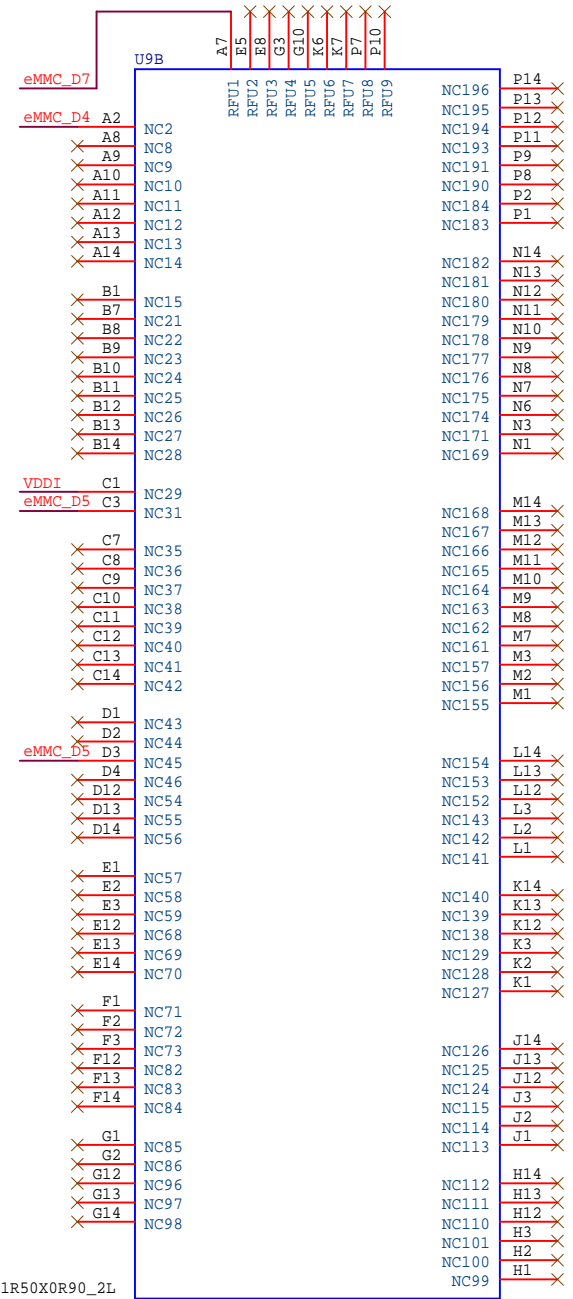 A7 E5 E8 G3 G10 K6 K7 P7 P10
U9B
RFU1 RFU2 RFU3 RFU4 RFU5 RFU6 RFU7 RFU8 RFU9
eMMC_D7
eMMC_D4 A2 NC2
A8 NC8
A9 NC9
A10 NC10
A11 NC11
A12 NC12
A13 NC13
A14 NC14
B1 NC15
B7 NC21
B8 NC22
B9 NC23
B10 NC24
B11 NC25
B12 NC26
B13 NC27
B14 NC28
VDDI C1 NC29
eMMC_D5 C3 NC31
C7 NC35
C8 NC36
C9 NC37
C10 NC38
C11 NC39
C12 NC40
C13 NC41
C14 NC42
D1 NC43
D2 NC44
eMMC_D5 D3 NC45
D4 NC46
D12 NC54
D13 NC55
D14 NC56
E1 NC57
E2 NC58
E3 NC59
E12 NC68
E13 NC69
E14 NC70
F1 NC71
F2 NC72
F3 NC73
F12 NC82
F13 NC83
F14 NC84
G1 NC85
G2 NC86
G12 NC96
G13 NC97
G14 NC98
NC196 P14
NC195 P13
NC194 P12
NC193 P11
NC191 P9
NC190 P8
NC184 P2
NC183 P1
NC182 N14
NC181 N13
NC180 N12
NC179 N11
NC178 N10
NC177 N9
NC176 N8
NC175 N7
NC174 N6
NC171 N3
NC169 N1
NC168 M14
NC167 M13
NC166 M12
NC165 M11
NC164 M10
NC163 M9
NC162 M8
NC161 M7
NC157 M3
NC156 M2
NC155 M1
NC154 L14
NC153 L13
NC152 L12
NC143 L3
NC142 L2
NC141 L1
NC140 K14
NC139 K13
NC138 K12
NC129 K3
NC128 K2
NC127 K1
NC126 J14
NC125 J13
NC124 J12
NC115 J3
NC114 J2
NC113 J1
NC112 H14
NC111 H13
NC110 H12
NC101 H3
NC100 H2
NC99 H1
1R50X0R90_2L